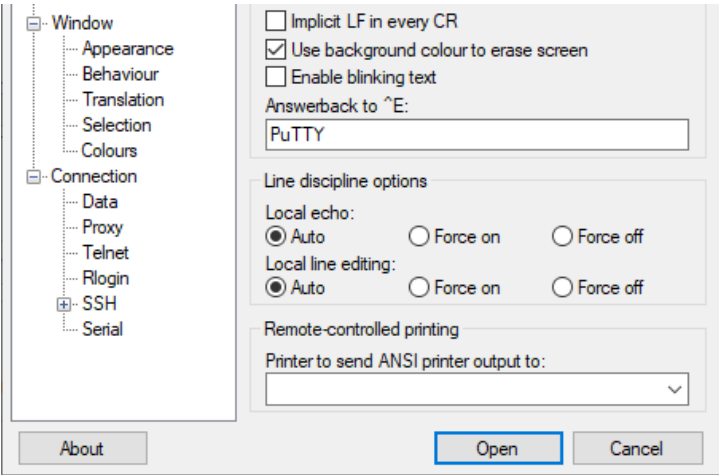 Window
Appearance
Behaviour
Translation
Selection
Colours
Connection
Data
Proxy
Telnet
Rlogin
SSH
Serial
Implicit LF in every CR
Use background colour to erase screen
Enable blinking text
Answerback to ^E:
PuTTY
Line discipline options
Local echo:
Auto Force on Force off
Local line editing:
Auto Force on Force off
Remote-controlled printing
Printer to send ANSI printer output to:
About Open Cancel